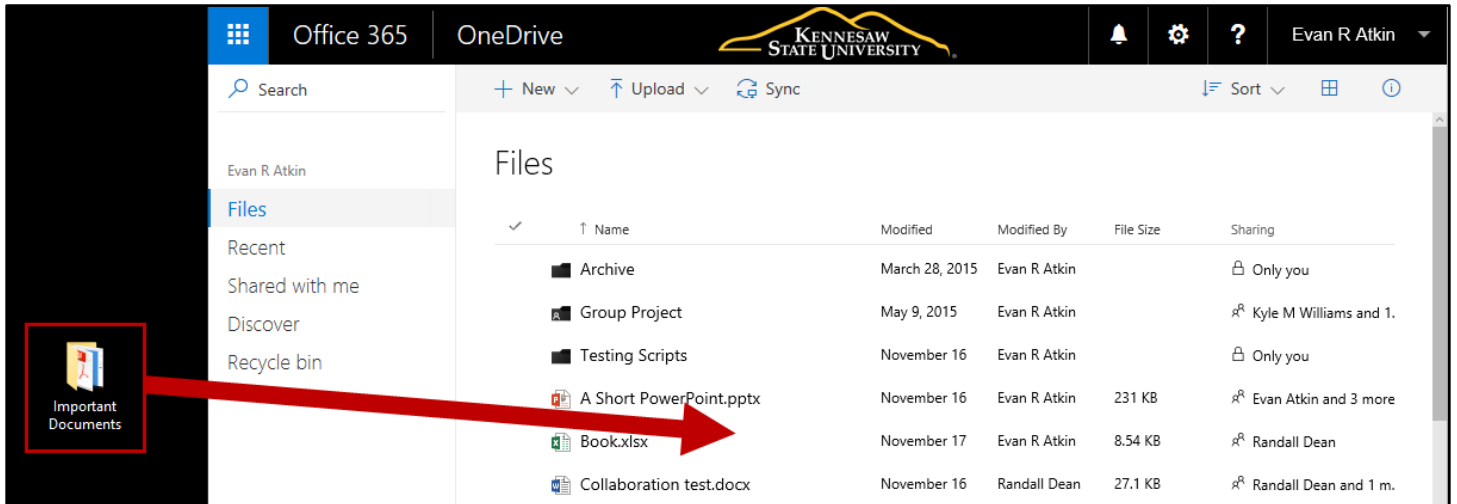 Office 365 OneDrive KENNESAW STATE UNIVERSITY ? Evan R Atkin
Search + New Upload Sync Sort
Evan R Atkin
Files
Recent
Shared with me
Discover
Recycle bin
Important
Documents
Files
Name Modified Modified By File Size Sharing
Archive March 28, 2015 Evan R Atkin Only you
Group Project May 9, 2015 Evan R Atkin Kyle M Williams and 1.
Testing Scripts November 16 Evan R Atkin Only you
A Short PowerPoint.pptx November 16 Evan R Atkin 231 KB Evan Atkin and 3 more
Book.xlsx November 17 Evan R Atkin 8.54 KB Randall Dean
Collaboration test.docx November 16 Randall Dean 27.1 KB Randall Dean and 1 m.